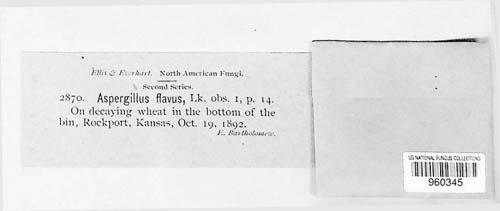 Ellis & Everhart. North American Fungi.
Second Series.
2870. Aspergillus flavus, Lk. obs. 1, p. 14.
On decaying wheat in the bottom of the
bin, Rockport, Kansas, Oct. 19, 1892.
E. Bartholomew.
US NATIONAL FUNGUS COLLECTIONS
960345